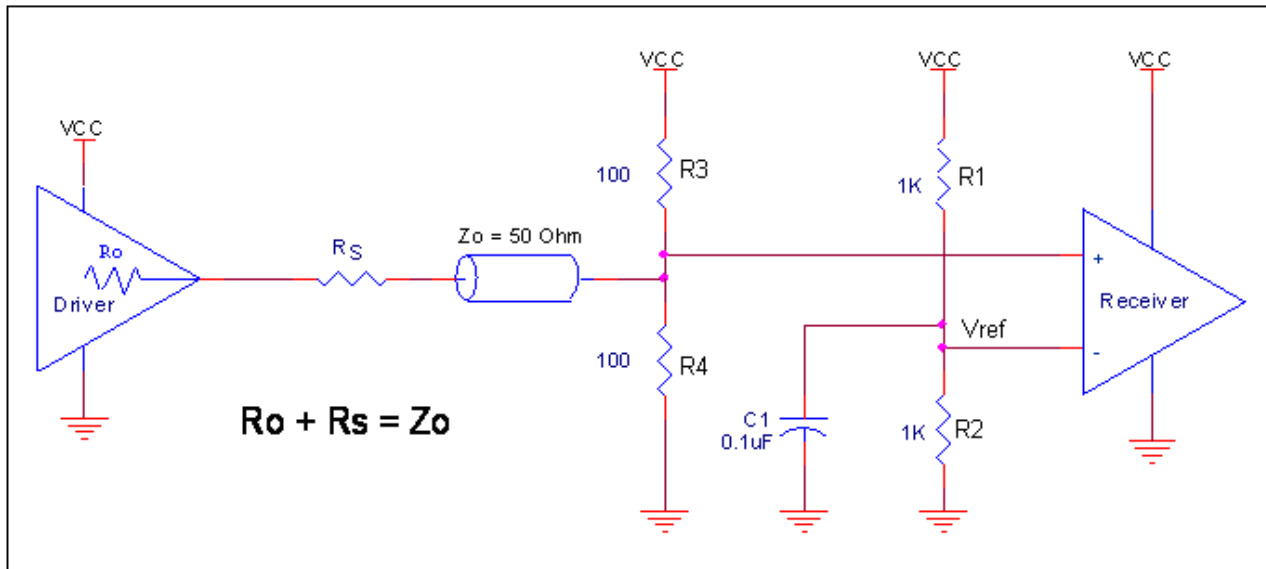 VCC
VCC
VCC
VCC
R3
100
R1
1K
Ro
Driver
RS
Zo = 50 Ohm
+
Receiver
Vref
-
R4
100
C1
0.1uF
R2
1K
Ro + Rs = Zo